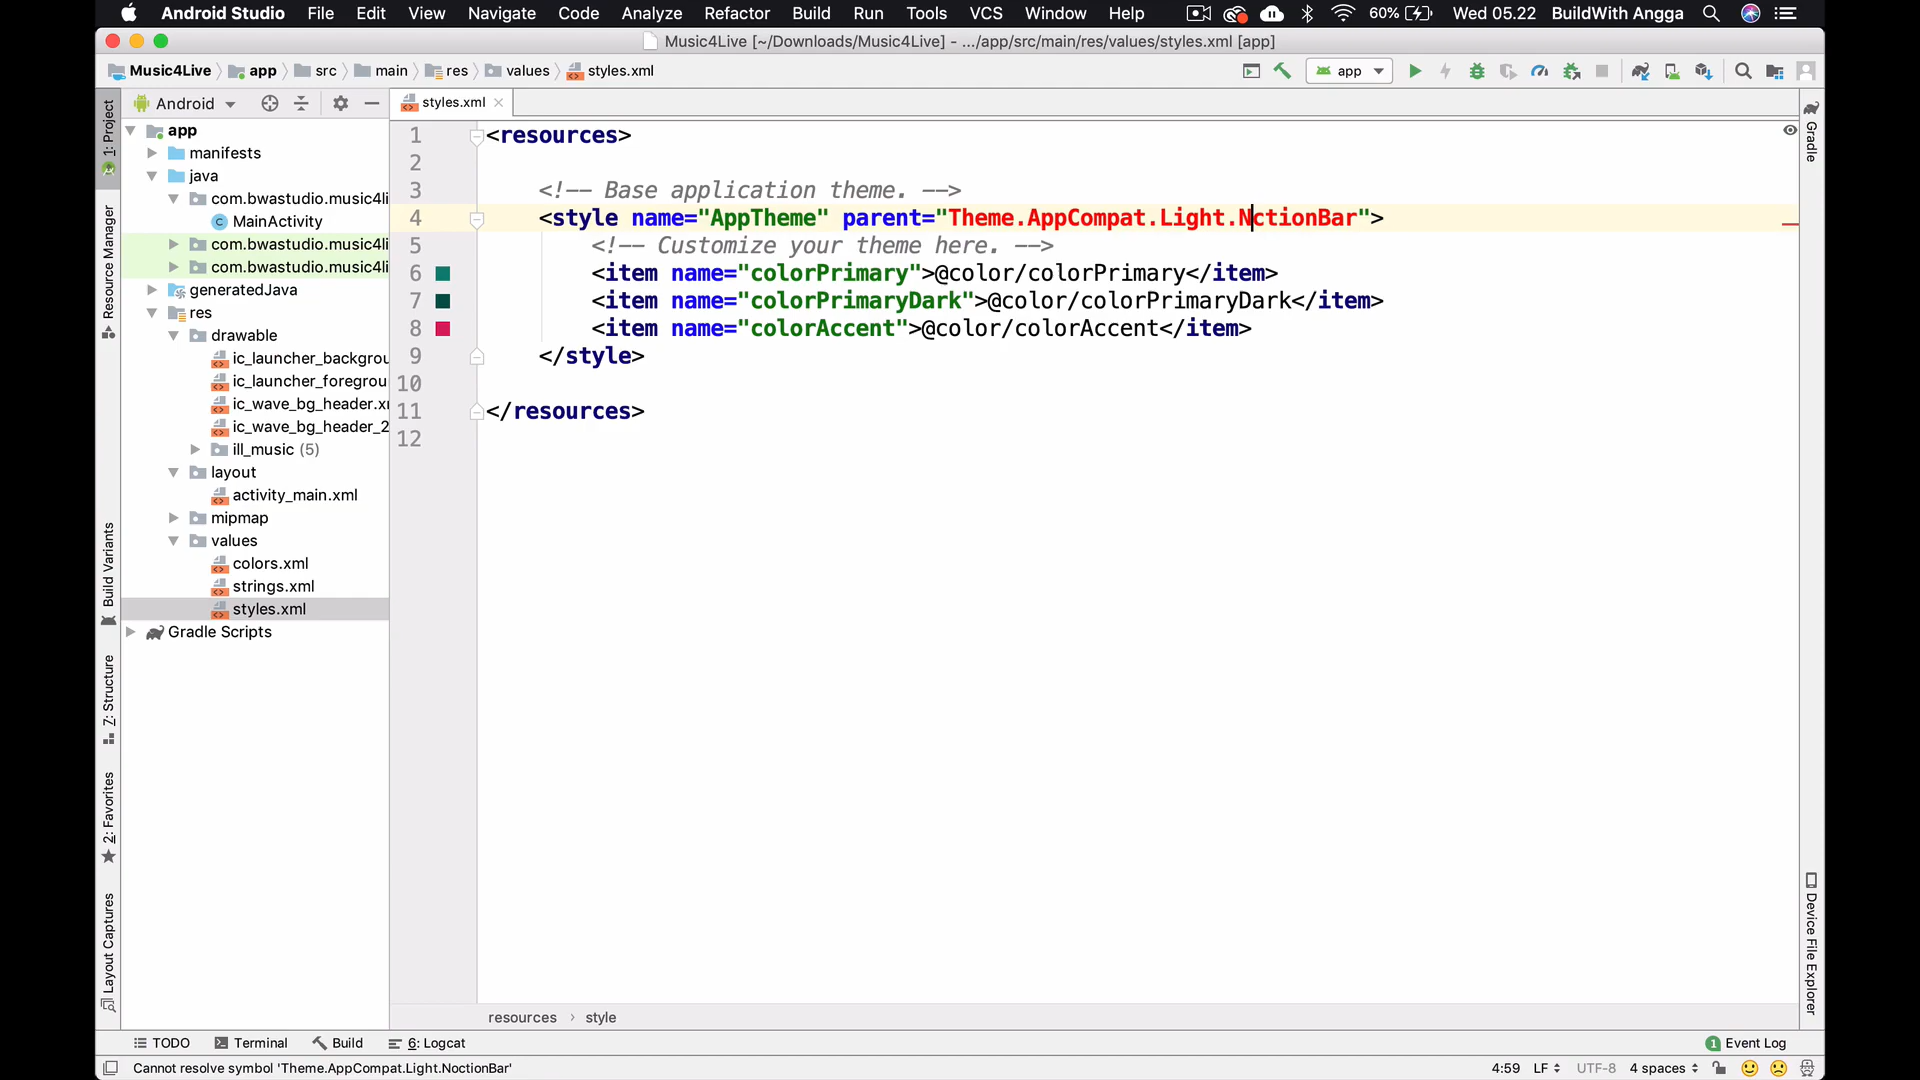 Android Studio File Edit View Navigate Code Analyze Refactor Build Run Tools VCS Window Help 60% Wed 05.22 BuildWith Angga
Music4Live [~/Downloads/Music4Live] - .../app/src/main/res/values/styles.xml [app]
Music4Live app src main res values styles.xml app
1: Project
Resource Manager
Build Variants
Z: Structure
2: Favorites
Layout Captures
Android
app
manifests
java
com.bwastudio.music4li
MainActivity
com.bwastudio.music4li
com.bwastudio.music4li
generatedJava
res
drawable
ic_launcher_backgrou
ic_launcher_foregrou
ic_wave_bg_header.x
ic_wave_bg_header_2
ill_music (5)
layout
activity_main.xml
mipmap
values
colors.xml
strings.xml
styles.xml
Gradle Scripts
styles.xml
1 <resources>
2
3 <!-- Base application theme. -->
4 <style name="AppTheme" parent="Theme.AppCompat.Light.NctionBar">
5 <!-- Customize your theme here. -->
6 <item name="colorPrimary">@color/colorPrimary</item>
7 <item name="colorPrimaryDark">@color/colorPrimaryDark</item>
8 <item name="colorAccent">@color/colorAccent</item>
9 </style>
10
11 </resources>
12
Gradle
Device File Explorer
resources › style
TODO Terminal Build 6: Logcat 1 Event Log
Cannot resolve symbol 'Theme.AppCompat.Light.NoctionBar' 4:59 LF UTF-8 4 spaces